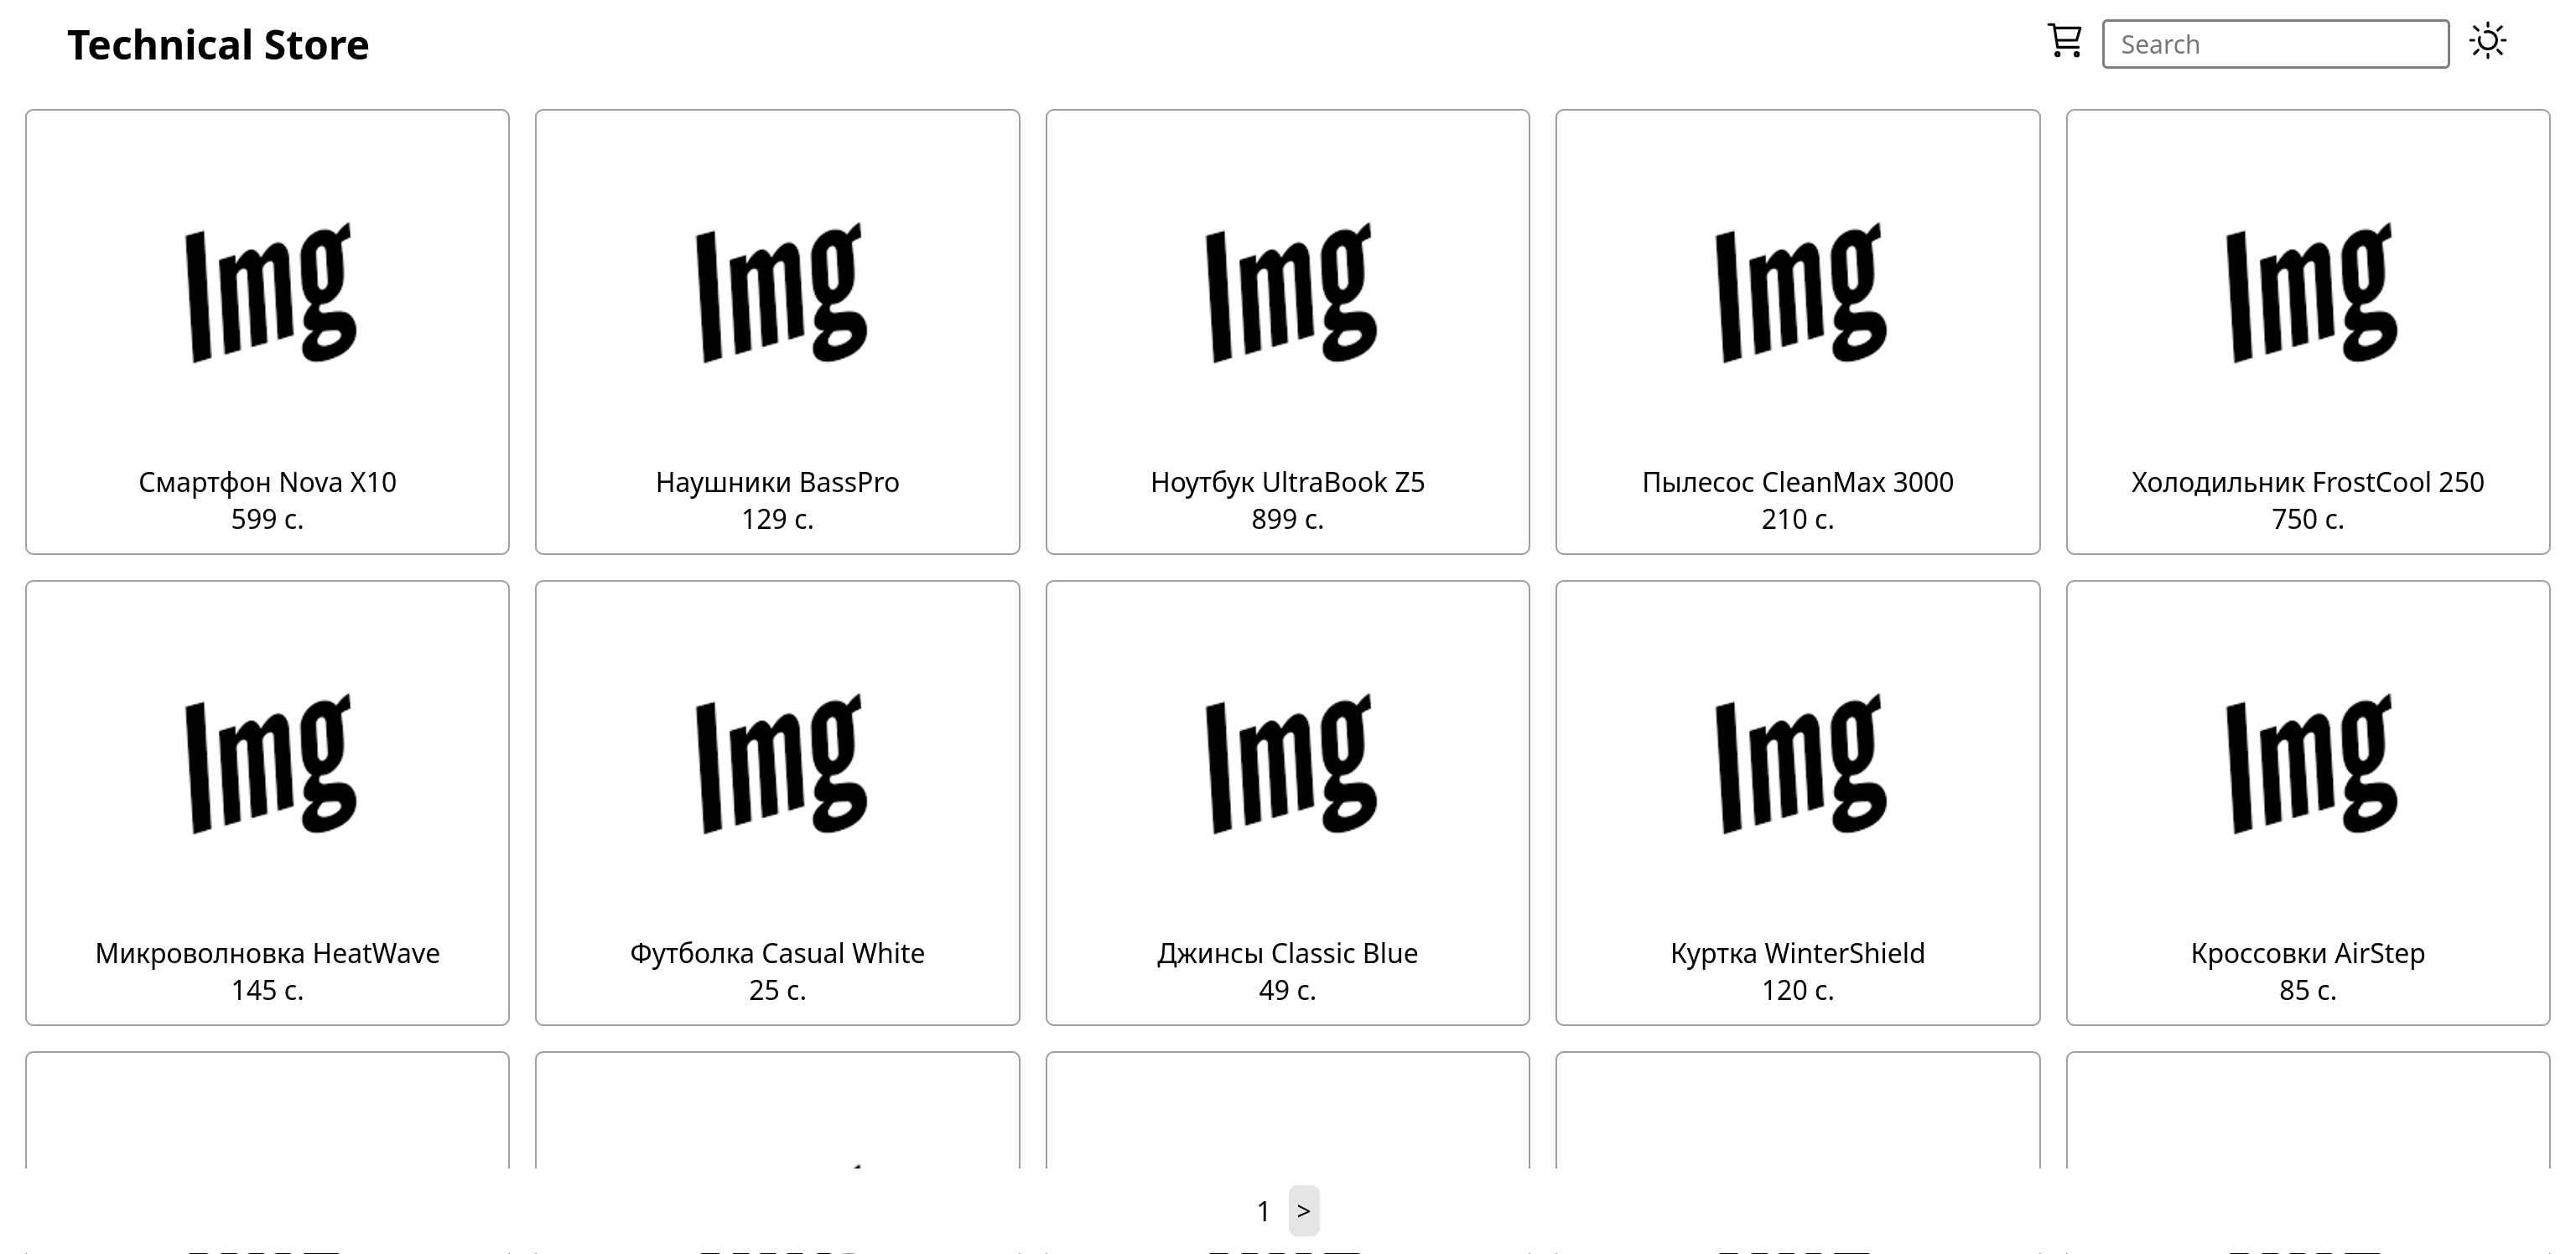 Technical Store
Search
Img Img Img Img Img
Смартфон Nova X10 Наушники BassPro Ноутбук UltraBook Z5 Пылесос CleanMax 3000 Холодильник FrostCool 250
599 с. 129 с. 899 с. 210 с. 750 с.
Img Img Img Img Img
Микроволновка HeatWave Футболка Casual White Джинсы Classic Blue Куртка WinterShield Кроссовки AirStep
145 с. 25 с. 49 с. 120 с. 85 с.
1 >